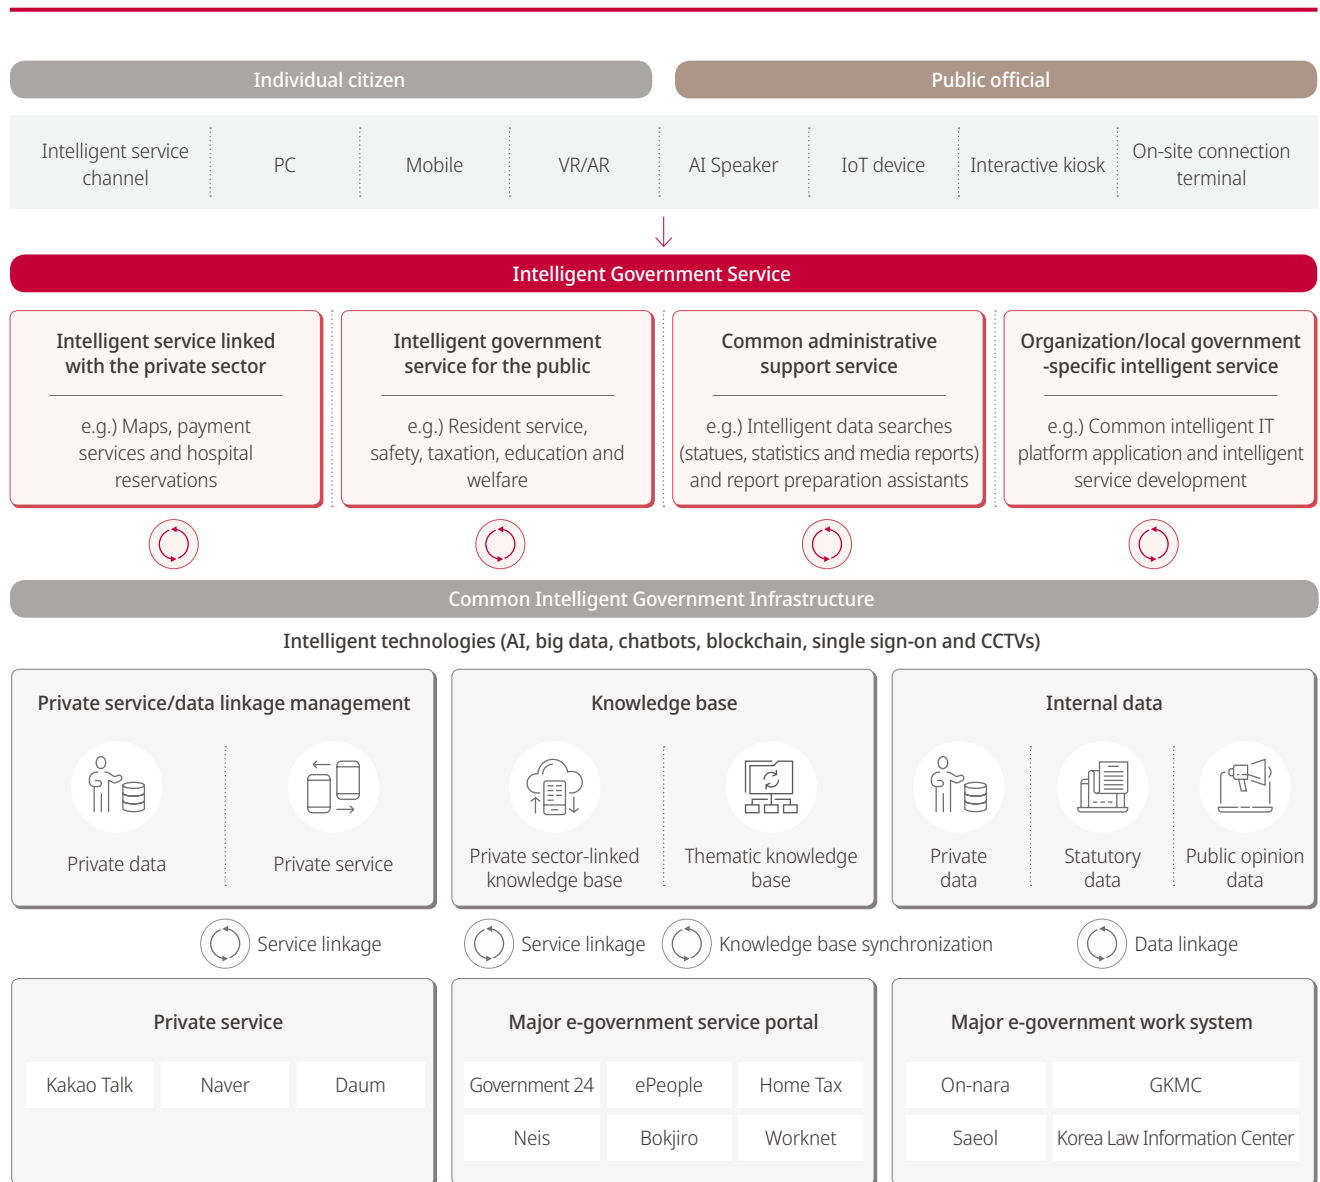 Individual citizen
Public official
Intelligent service
channel
PC
Mobile
VR/AR
AI Speaker
IoT device
Interactive kiosk
On-site connection
terminal
Intelligent Government Service
Intelligent service linked
with the private sector
e.g.) Maps, payment
services and hospital
reservations
Intelligent government
service for the public
e.g.) Resident service,
safety, taxation, education and
welfare
Common administrative
support service
e.g.) Intelligent data searches
(statues, statistics and media reports)
and report preparation assistants
Organization/local government
-specific intelligent service
e.g.) Common intelligent IT
platform application and intelligent
service development
Common Intelligent Government Infrastructure
Intelligent technologies (AI, big data, chatbots, blockchain, single sign-on and CCTVs)
Private service/data linkage management
Private data
Private service
Knowledge base
Private sector-linked
knowledge base
Thematic knowledge
base
Internal data
Private
data
Statutory
data
Public opinion
data
Service linkage
Service linkage
Knowledge base synchronization
Data linkage
Private service
Kakao Talk
Naver
Daum
Major e-government service portal
Government 24
ePeople
Home Tax
Neis
Bokjiro
Worknet
Major e-government work system
On-nara
GKMC
Saeol
Korea Law Information Center